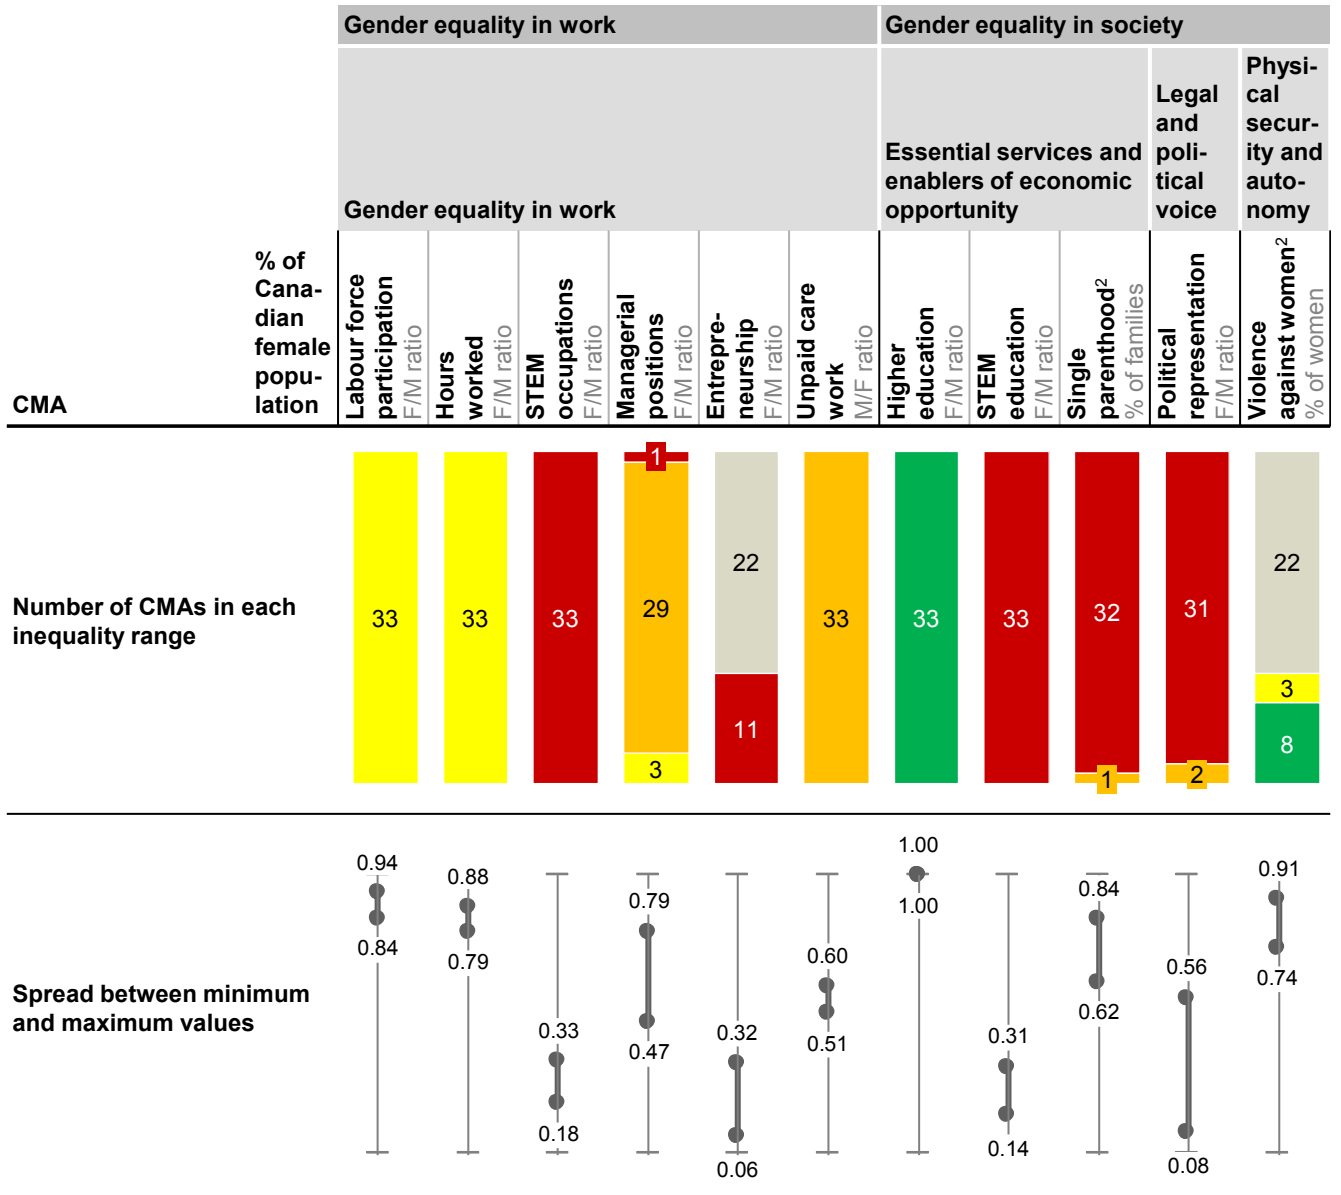 Gender equality in work
Gender equality in society
Gender equality in work
Essential services and
enablers of economic
opportunity
Legal
and
poli-
tical
voice
Physi-
cal
secur-
ity and
auto-
nomy
CMA
% of
Cana-
dian
female
popu-
lation
Labour force
participation
F/M ratio
Hours
worked
F/M ratio
STEM
occupations
F/M ratio
Managerial
positions
F/M ratio
Entrepre-
neurship
F/M ratio
Unpaid care
work
M/F ratio
Higher
education
F/M ratio
STEM
education
F/M ratio
Single
parenthood²
% of families
Political
representation
F/M ratio
Violence
against women²
% of women
Number of CMAs in each
inequality range
33
33
33
1
29
3
22
11
33
33
33
32
1
31
2
22
3
8
Spread between minimum
and maximum values
0.94
0.84
0.88
0.79
0.33
0.18
0.79
0.47
0.32
0.06
0.60
0.51
1.00
1.00
0.31
0.14
0.84
0.62
0.56
0.08
0.91
0.74